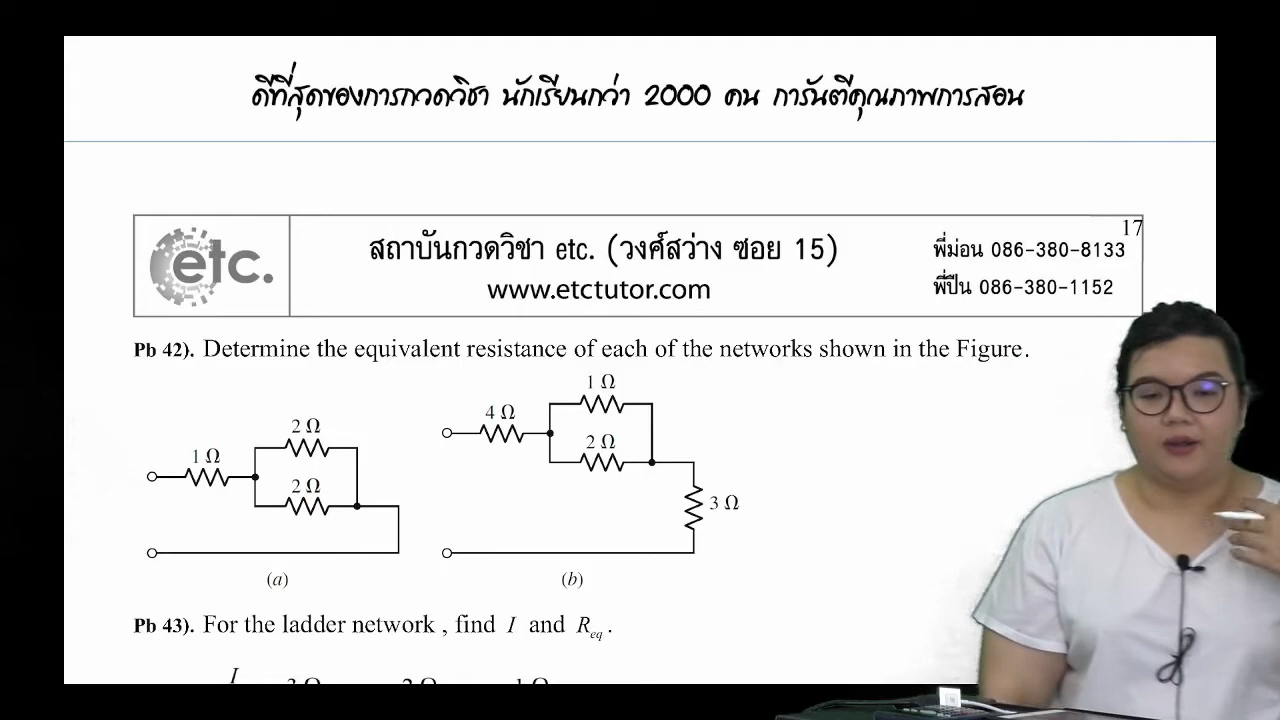 ดีที่สุดของการกวดวิชา นักเรียนกว่า 2000 คน การันตีคุณภาพการสอน
17
etc.
สถาบันกวดวิชา etc. (วงศ์สว่าง ซอย 15)
www.etctutor.com
พี่ม่อน 086-380-8133
พี่ปืน 086-380-1152
Pb 42). Determine the equivalent resistance of each of the networks shown in the Figure.
1 Ω
2 Ω
2 Ω
(a)
4 Ω
1 Ω
2 Ω
3 Ω
(b)
Pb 43). For the ladder network , find I and Req .
I